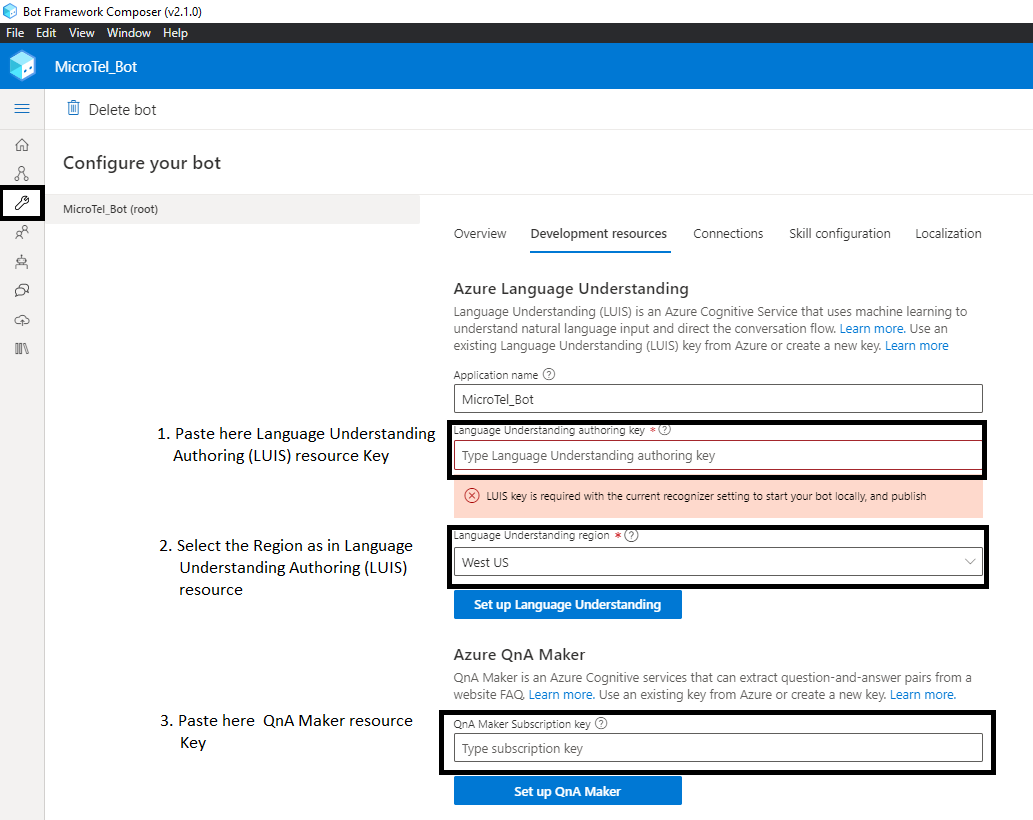 Bot Framework Composer (v2.1.0)
File Edit View Window Help
MicroTel_Bot
Delete bot
Configure your bot
MicroTel_Bot (root)
Overview Development resources Connections Skill configuration Localization
Azure Language Understanding
Language Understanding (LUIS) is an Azure Cognitive Service that uses machine learning to
understand natural language input and direct the conversation flow. Learn more. Use an
existing Language Understanding (LUIS) key from Azure or create a new key. Learn more
Application name ?
MicroTel_Bot
1. Paste here Language Understanding
Authoring (LUIS) resource Key
Language Understanding authoring key * ?
Type Language Understanding authoring key
LUIS key is required with the current recognizer setting to start your bot locally, and publish
2. Select the Region as in Language
Understanding Authoring (LUIS)
resource
Language Understanding region * ?
West US
Set up Language Understanding
Azure QnA Maker
QnA Maker is an Azure Cognitive services that can extract question-and-answer pairs from a
website FAQ. Learn more. Use an existing key from Azure or create a new key. Learn more.
3. Paste here QnA Maker resource
Key
QnA Maker Subscription key ?
Type subscription key
Set up QnA Maker